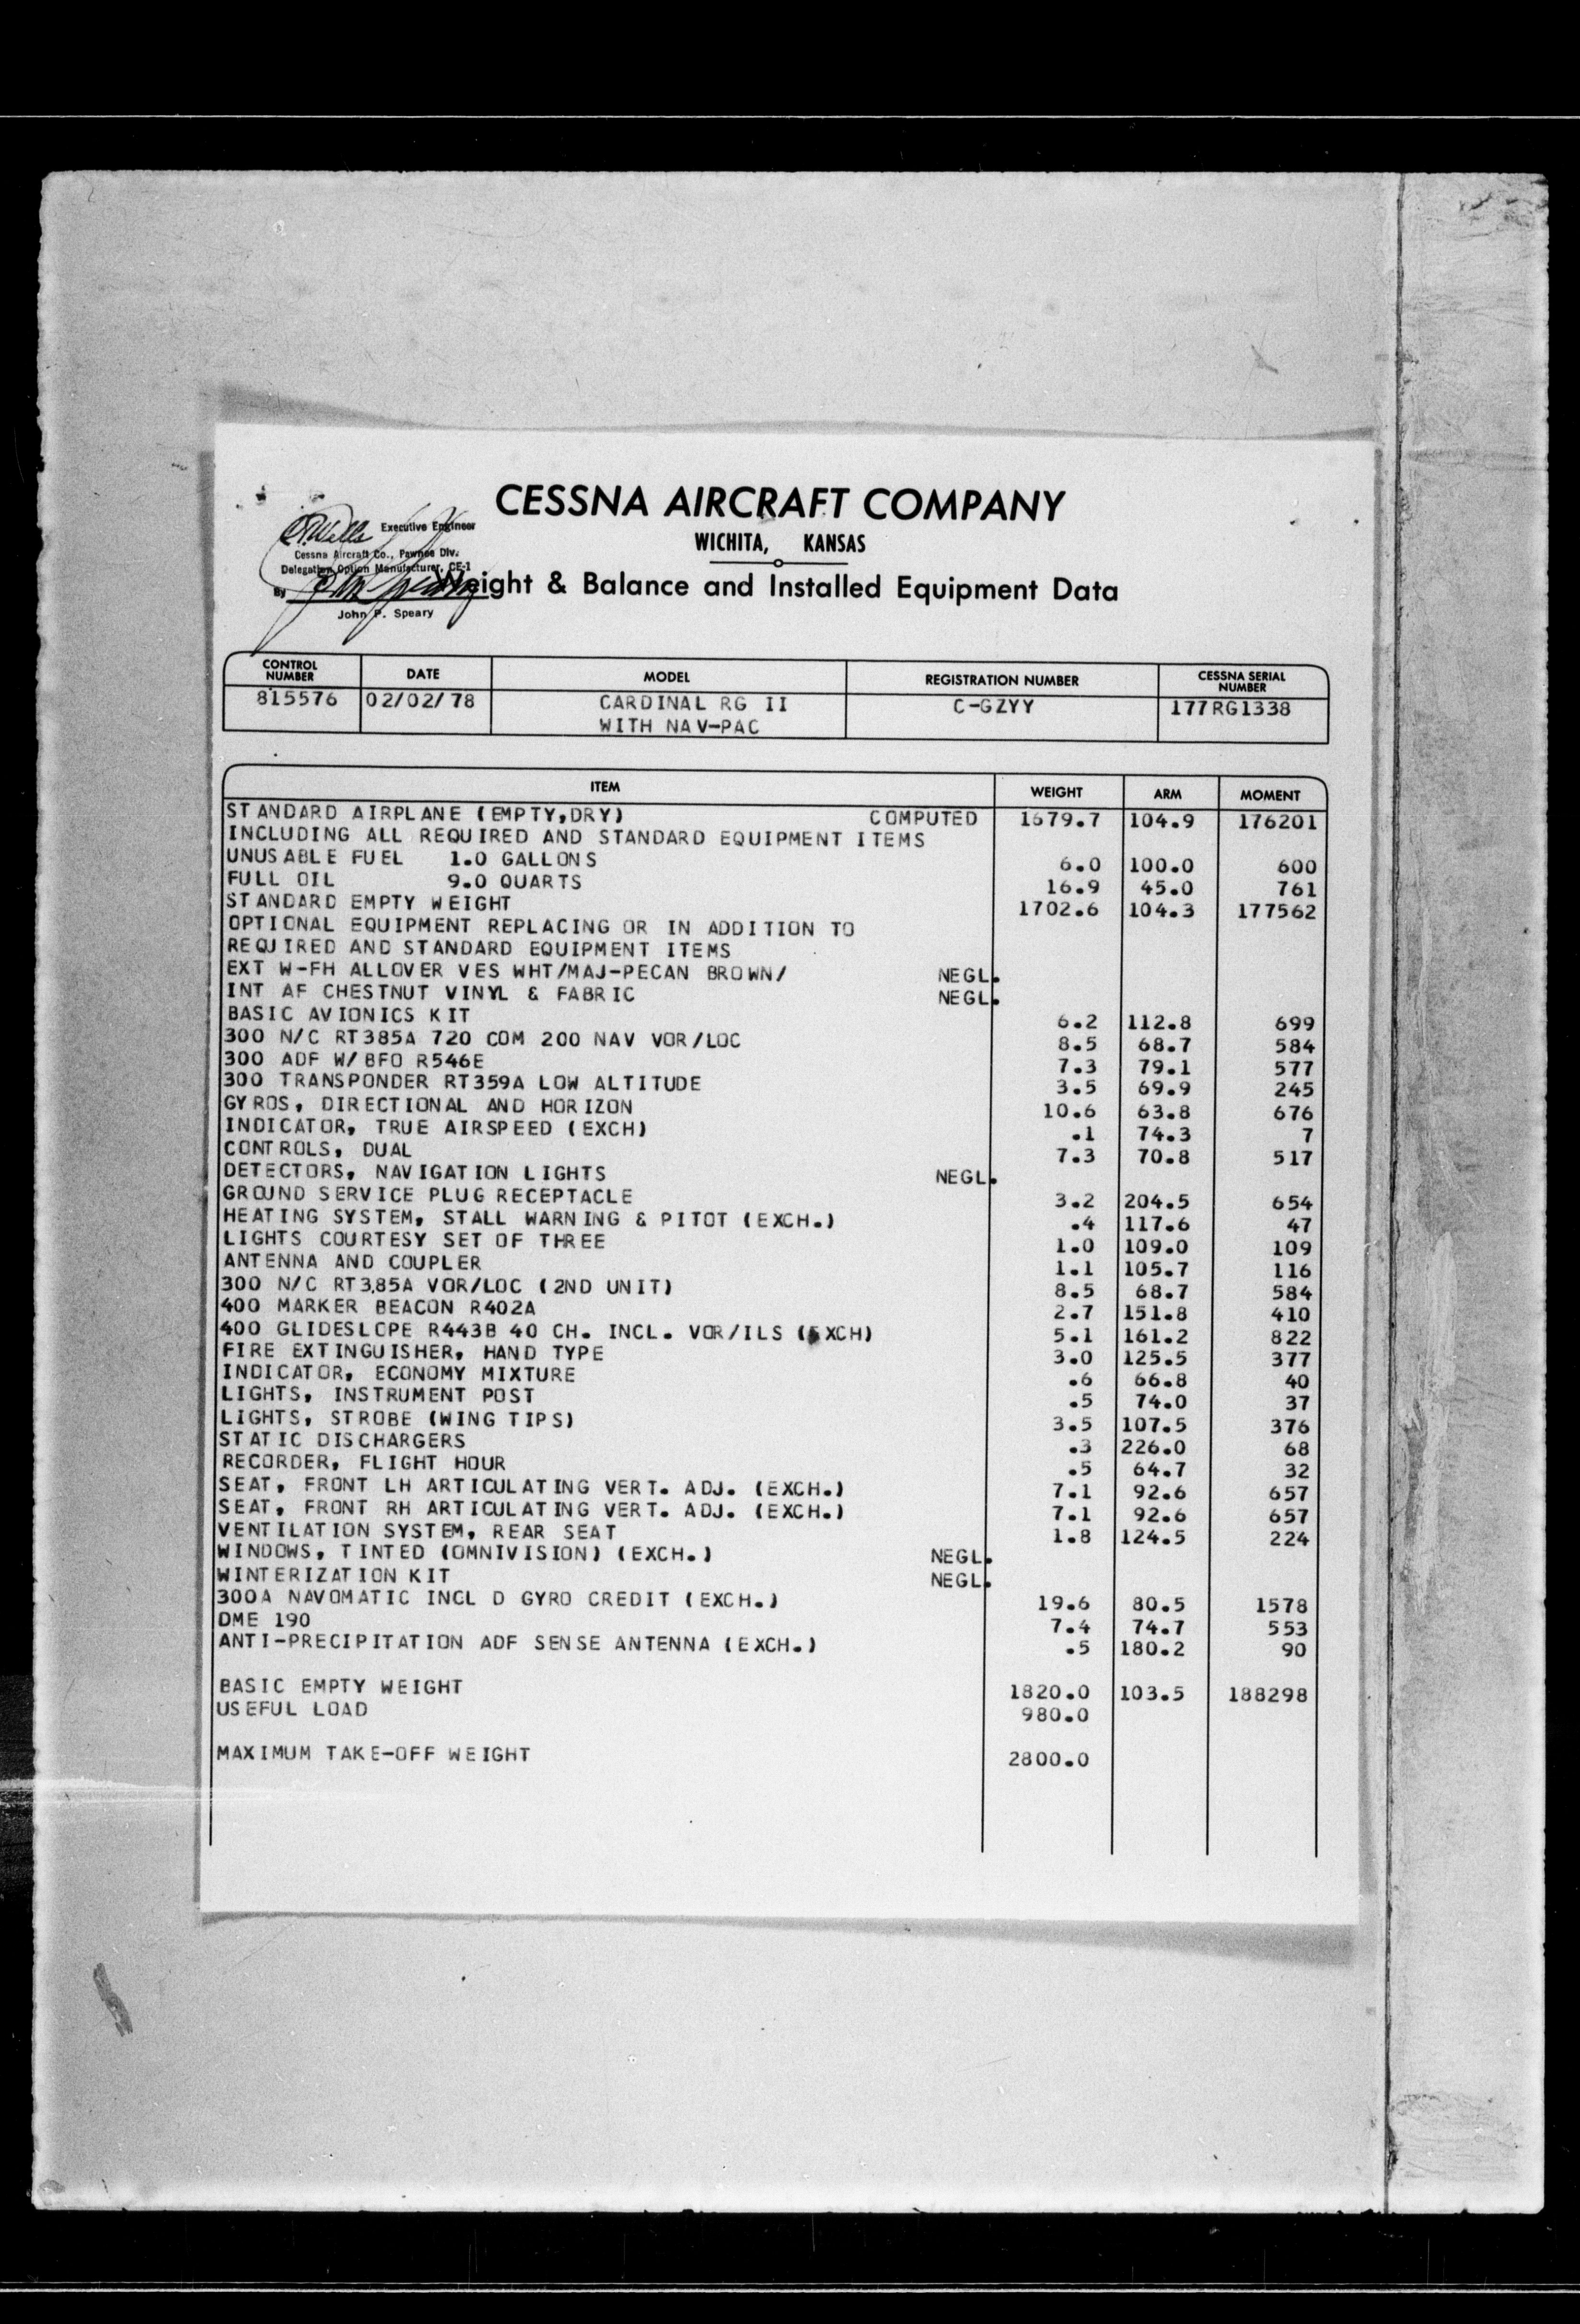 CESSNA AIRCRAFT COMPANY
WICHITA, KANSAS
Weight & Balance and Installed Equipment Data
Executive Engineer
Cessna Aircraft Co., Pawnee Div.
Delegation Option Manufacturer, CE-1
By
John P. Speary
CONTROL NUMBER DATE MODEL REGISTRATION NUMBER CESSNA SERIAL NUMBER
815576 02/02/78 CARDINAL RG II C-GZYY 177RG1338
WITH NAV-PAC
ITEM WEIGHT ARM MOMENT
STANDARD AIRPLANE (EMPTY,DRY) COMPUTED 1679.7 104.9 176201
INCLUDING ALL REQUIRED AND STANDARD EQUIPMENT ITEMS
UNUSABLE FUEL 1.0 GALLONS 6.0 100.0 600
FULL OIL 9.0 QUARTS 16.9 45.0 761
STANDARD EMPTY WEIGHT 1702.6 104.3 177562
OPTIONAL EQUIPMENT REPLACING OR IN ADDITION TO
REQUIRED AND STANDARD EQUIPMENT ITEMS
EXT W-FH ALLOVER VES WHT/MAJ-PECAN BROWN/ NEGL.
INT AF CHESTNUT VINYL & FABRIC NEGL.
BASIC AVIONICS KIT 6.2 112.8 699
300 N/C RT385A 720 COM 200 NAV VOR/LOC 8.5 68.7 584
300 ADF W/BFO R546E 7.3 79.1 577
300 TRANSPONDER RT359A LOW ALTITUDE 3.5 69.9 245
GYROS, DIRECTIONAL AND HORIZON 10.6 63.8 676
INDICATOR, TRUE AIRSPEED (EXCH) .1 74.3 7
CONTROLS, DUAL 7.3 70.8 517
DETECTORS, NAVIGATION LIGHTS NEGL.
GROUND SERVICE PLUG RECEPTACLE 3.2 204.5 654
HEATING SYSTEM, STALL WARNING & PITOT (EXCH.) .4 117.6 47
LIGHTS COURTESY SET OF THREE 1.0 109.0 109
ANTENNA AND COUPLER 1.1 105.7 116
300 N/C RT385A VOR/LOC (2ND UNIT) 8.5 68.7 584
400 MARKER BEACON R402A 2.7 151.8 410
400 GLIDESLOPE R443B 40 CH. INCL. VOR/ILS (EXCH) 5.1 161.2 822
FIRE EXTINGUISHER, HAND TYPE 3.0 125.5 377
INDICATOR, ECONOMY MIXTURE .6 66.8 40
LIGHTS, INSTRUMENT POST .5 74.0 37
LIGHTS, STROBE (WING TIPS) 3.5 107.5 376
STATIC DISCHARGERS .3 226.0 68
RECORDER, FLIGHT HOUR .5 64.7 32
SEAT, FRONT LH ARTICULATING VERT. ADJ. (EXCH.) 7.1 92.6 657
SEAT, FRONT RH ARTICULATING VERT. ADJ. (EXCH.) 7.1 92.6 657
VENTILATION SYSTEM, REAR SEAT 1.8 124.5 224
WINDOWS, TINTED (OMNIVISION) (EXCH.) NEGL.
WINTERIZATION KIT NEGL.
300A NAVOMATIC INCL D GYRO CREDIT (EXCH.) 19.6 80.5 1578
DME 190 7.4 74.7 553
ANTI-PRECIPITATION ADF SENSE ANTENNA (EXCH.) .5 180.2 90
BASIC EMPTY WEIGHT 1820.0 103.5 188298
USEFUL LOAD 980.0
MAXIMUM TAKE-OFF WEIGHT 2800.0